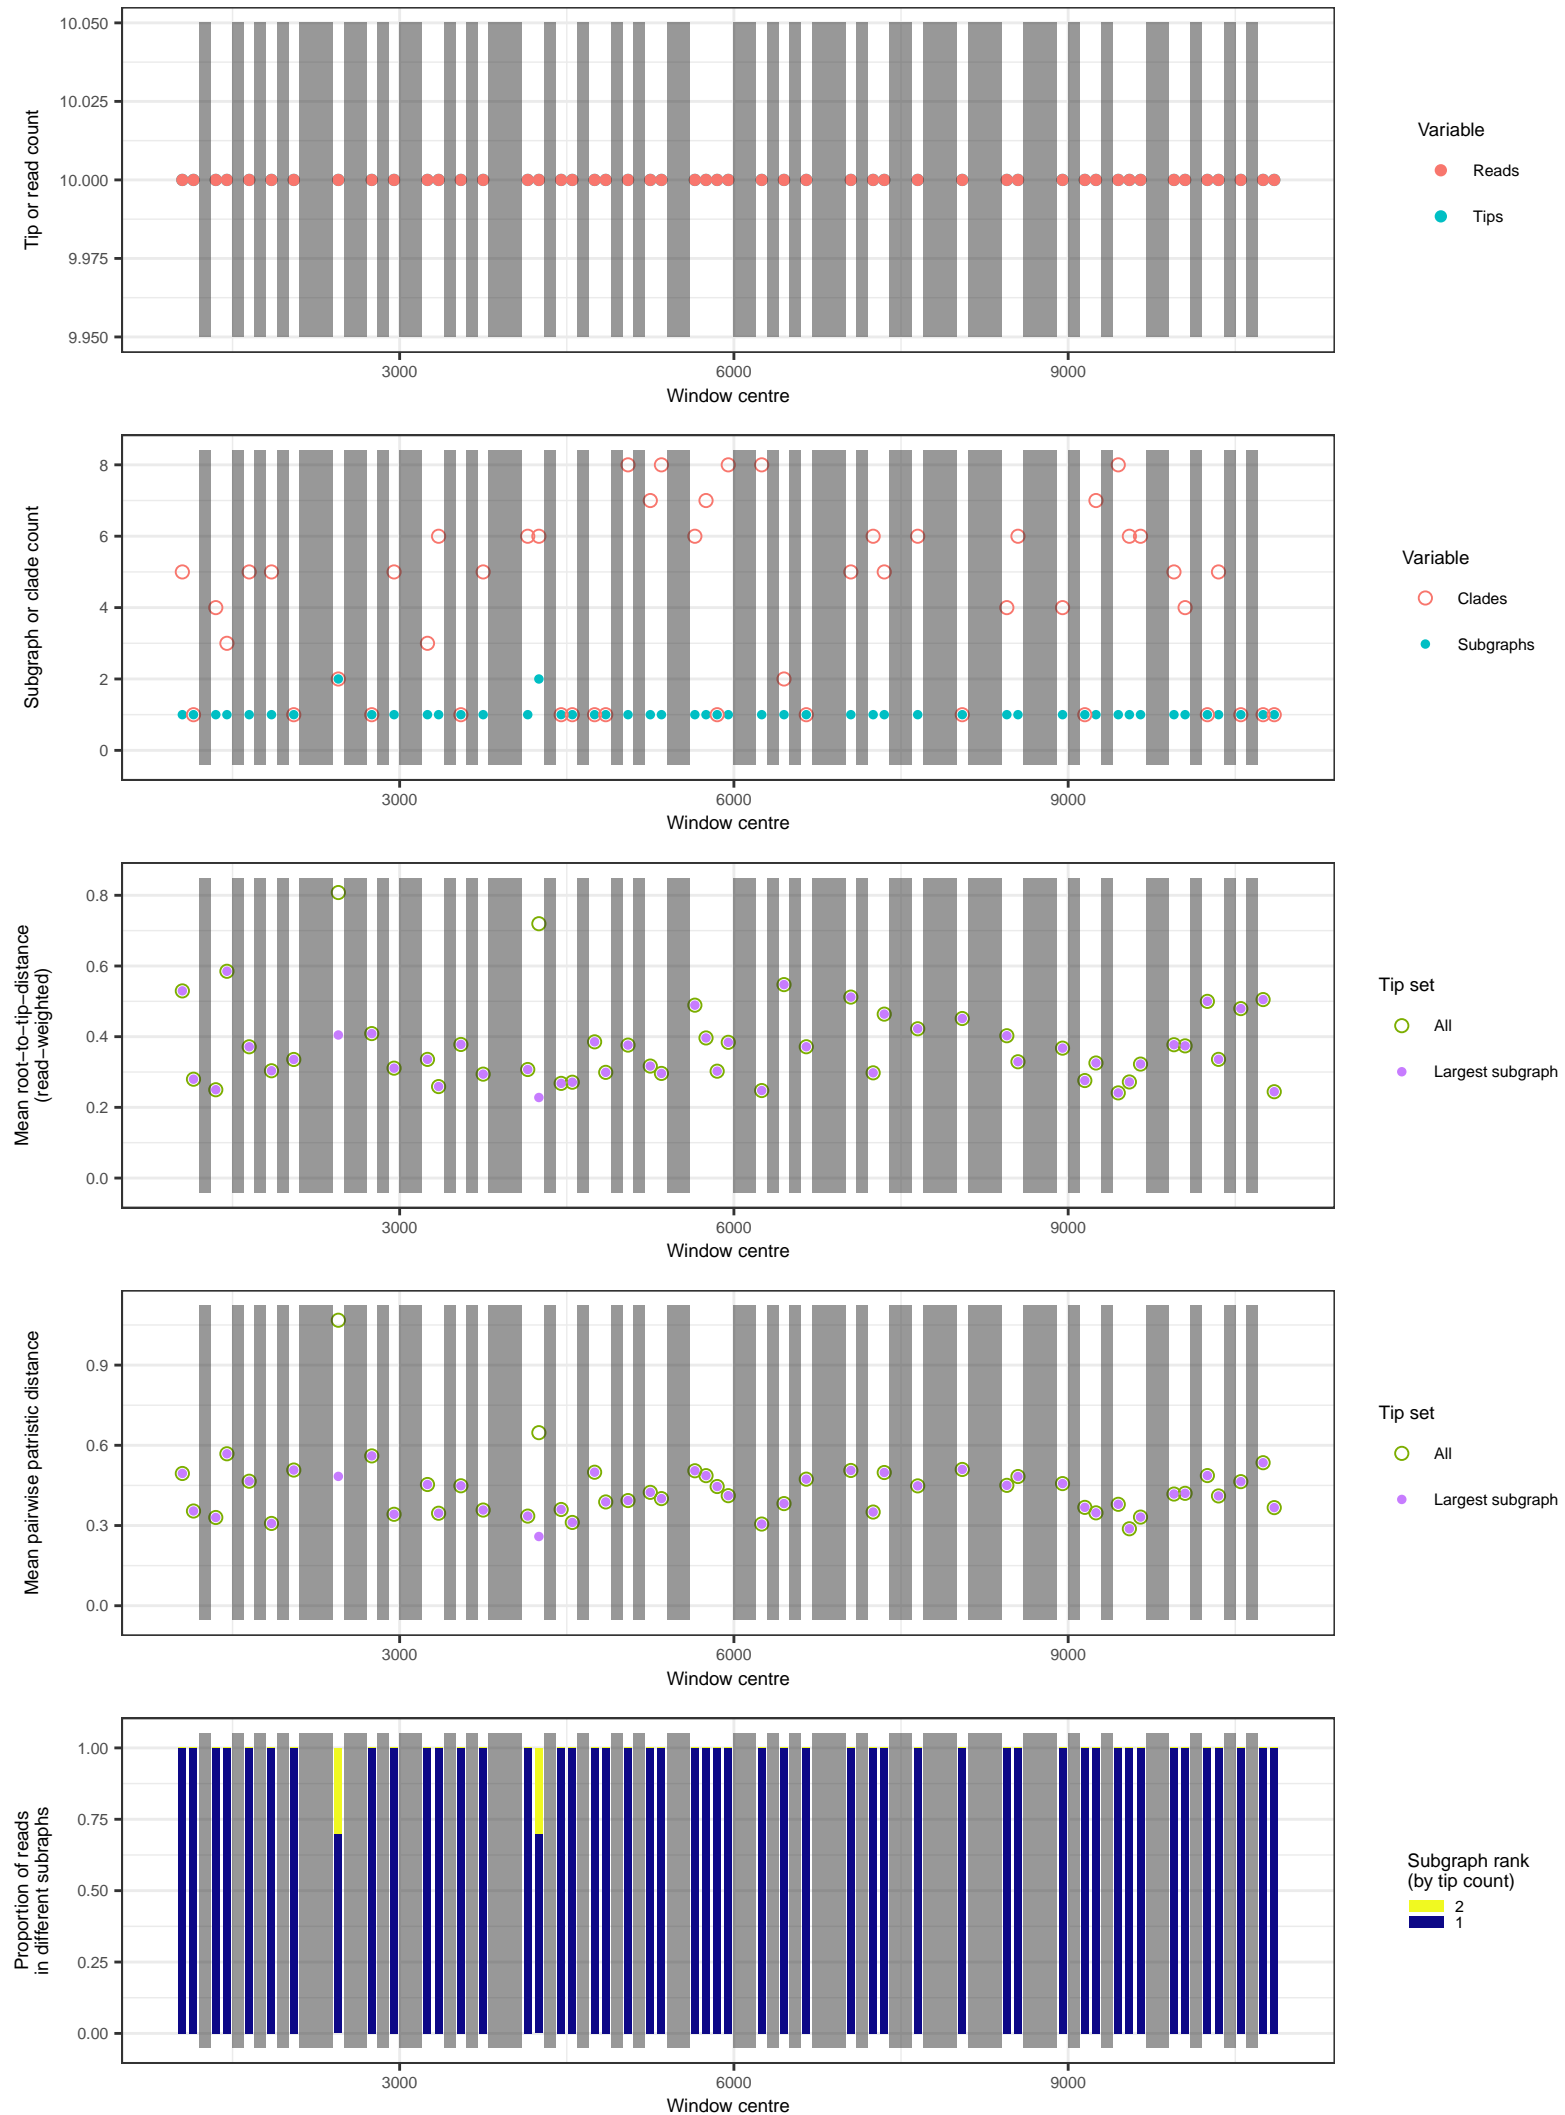 10.050
10.025
10.000
9.975
9.950
Tip or read count
3000
6000
9000
Window centre
Variable
Reads
Tips
8
6
4
2
0
Subgraph or clade count
3000
6000
9000
Window centre
Variable
Clades
Subgraphs
0.8
0.6
0.4
0.2
0.0
Mean root−to−tip−distance
(read−weighted)
3000
6000
9000
Window centre
Tip set
All
Largest subgraph
0.9
0.6
0.3
0.0
Mean pairwise patristic distance
3000
6000
9000
Window centre
Tip set
All
Largest subgraph
1.00
0.75
0.50
0.25
0.00
Proportion of reads
in different subraphs
3000
6000
9000
Window centre
Subgraph rank
(by tip count)
2
1